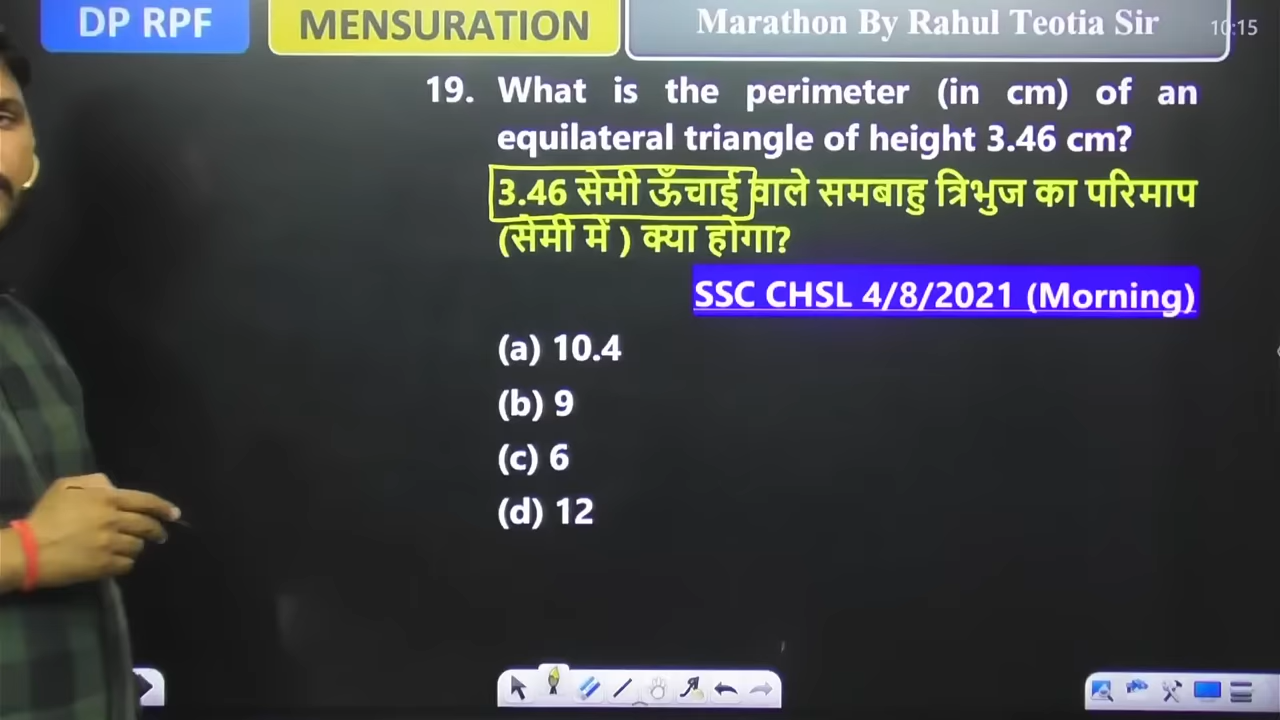 DP RPF
MENSURATION
Marathon By Rahul Teotia Sir
10:15
19. What is the perimeter (in cm) of an
equilateral triangle of height 3.46 cm?
3.46 सेमी ऊँचाई वाले समबाहु त्रिभुज का परिमाप
(सेमी में ) क्या होगा?
SSC CHSL 4/8/2021 (Morning)
(a) 10.4
(b) 9
(c) 6
(d) 12